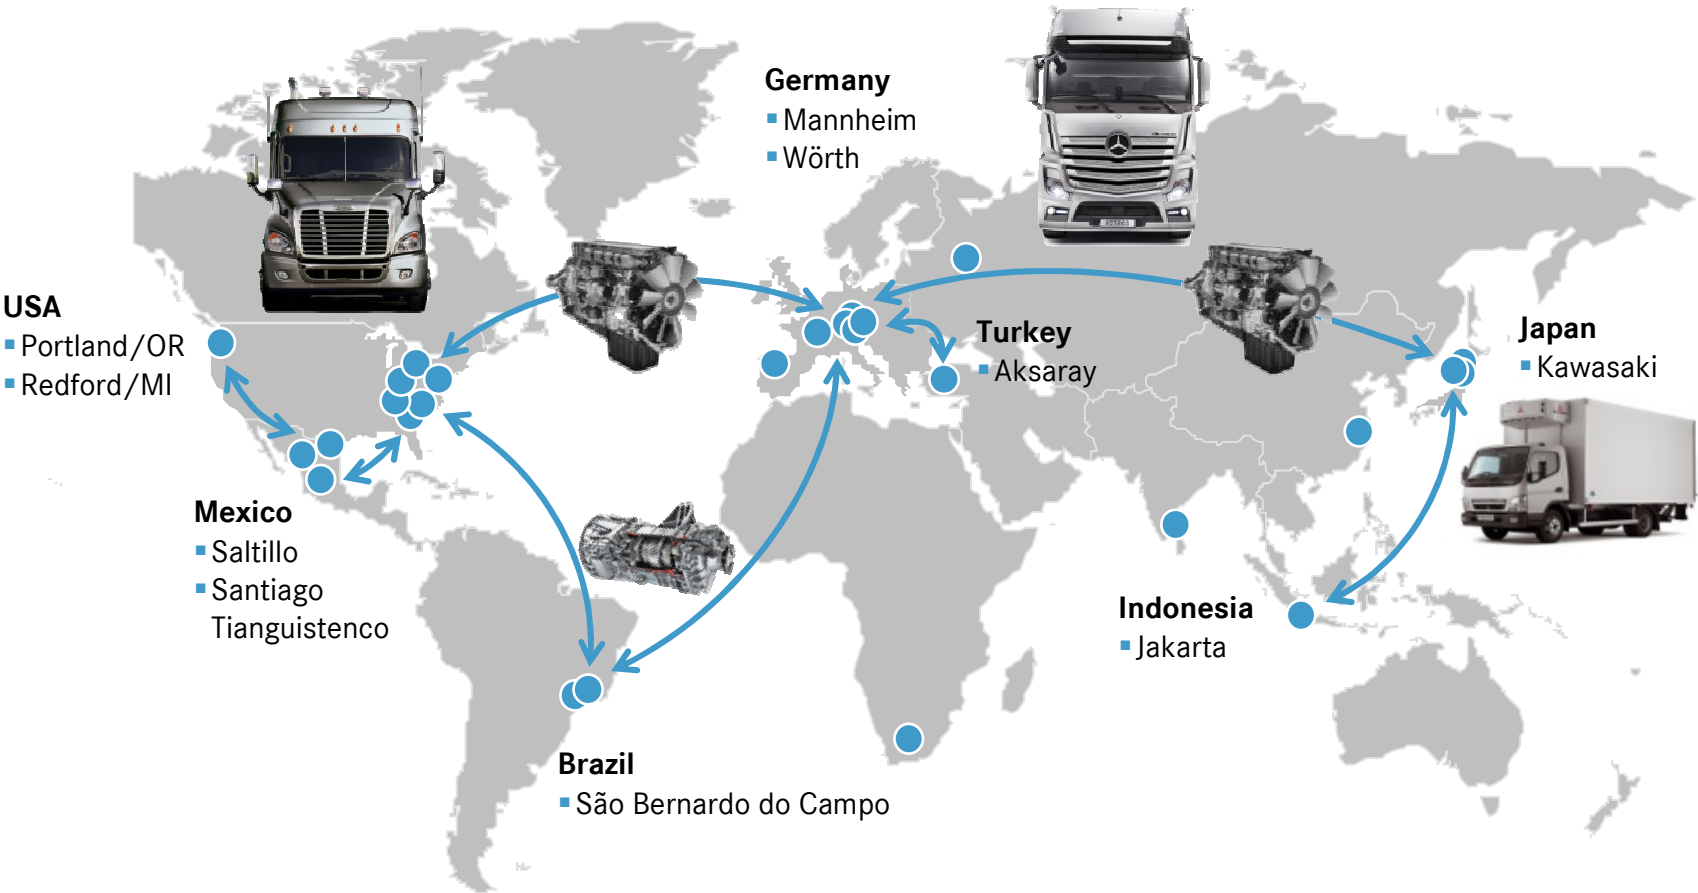 Germany
Mannheim
Wörth
USA
Portland/OR
Redford/MI
Turkey
Aksaray
Japan
Kawasaki
Mexico
Saltillo
Santiago
Tianguistenco
Indonesia
Jakarta
Brazil
São Bernardo do Campo